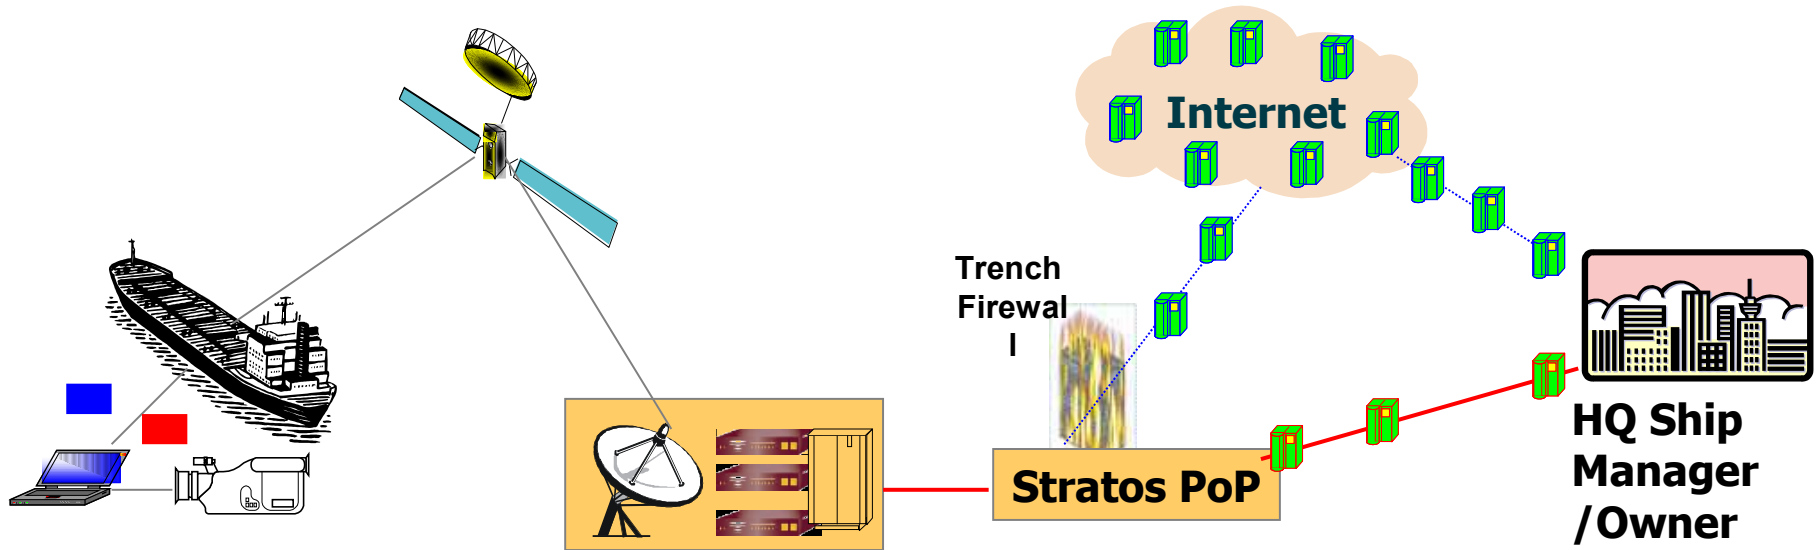 Internet
Trench
Firewal
l
Stratos PoP
HQ Ship
Manager
/Owner